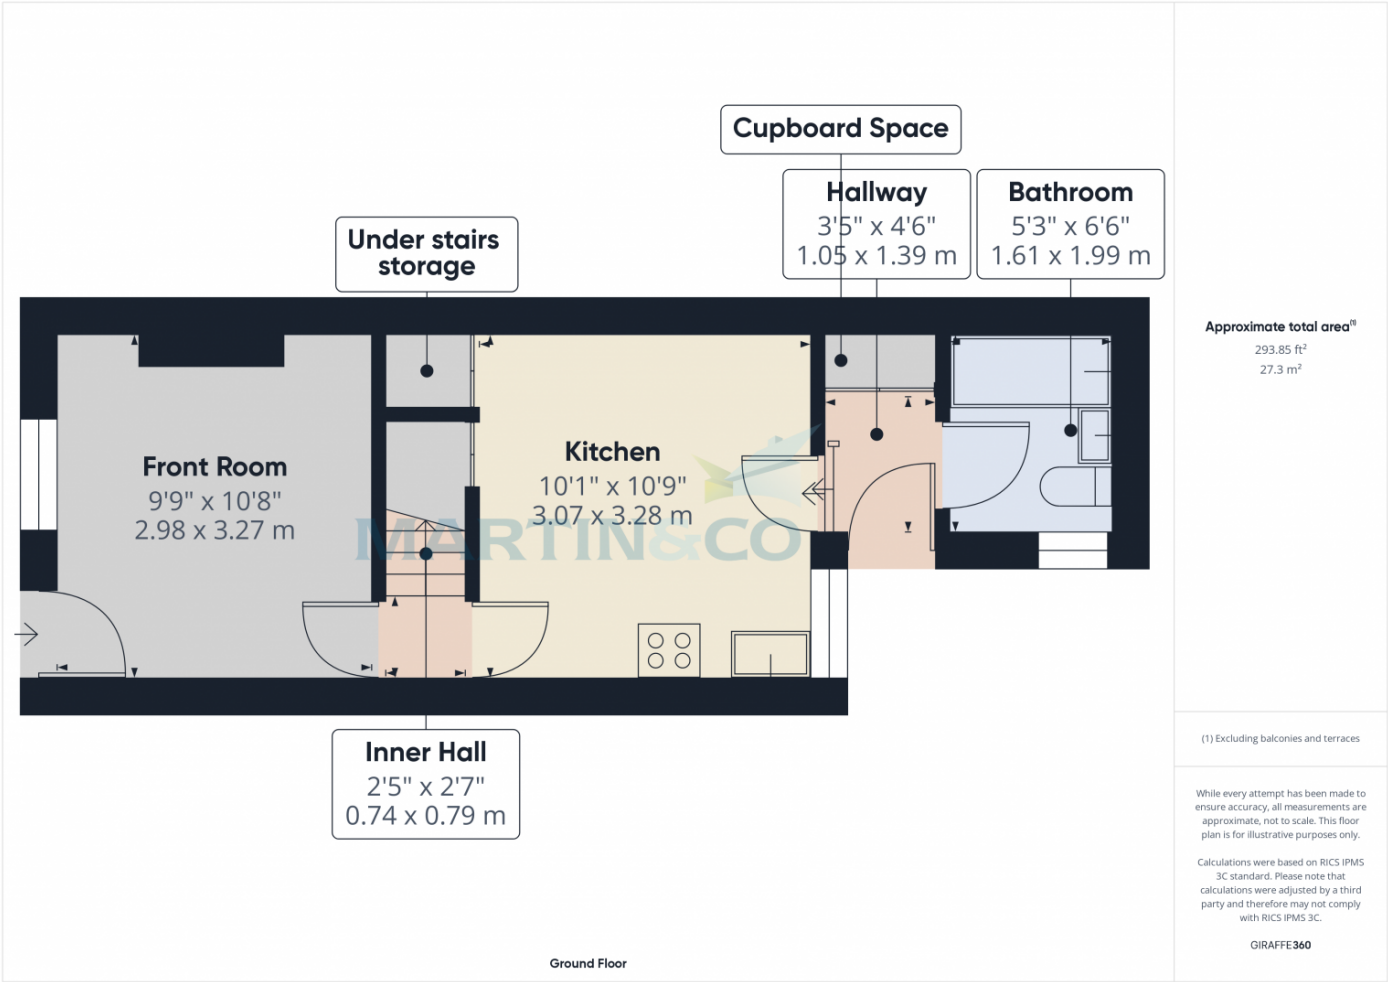 Cupboard Space
Hallway
3'5" x 4'6"
1.05 x 1.39 m
Bathroom
5'3" x 6'6"
1.61 x 1.99 m
Under stairs
storage
Front Room
9'9" x 10'8"
2.98 x 3.27 m
Kitchen
10'1" x 10'9"
3.07 x 3.28 m
MARTIN&CO
Inner Hall
2'5" x 2'7"
0.74 x 0.79 m
Ground Floor
Approximate total area(1)
293.85 ft²
27.3 m²
(1) Excluding balconies and terraces
While every attempt has been made to
ensure accuracy, all measurements are
approximate, not to scale. This floor
plan is for illustrative purposes only.
Calculations were based on RICS IPMS
3C standard. Please note that
calculations were adjusted by a third
party and therefore may not comply
with RICS IPMS 3C.
GIRAFFE360